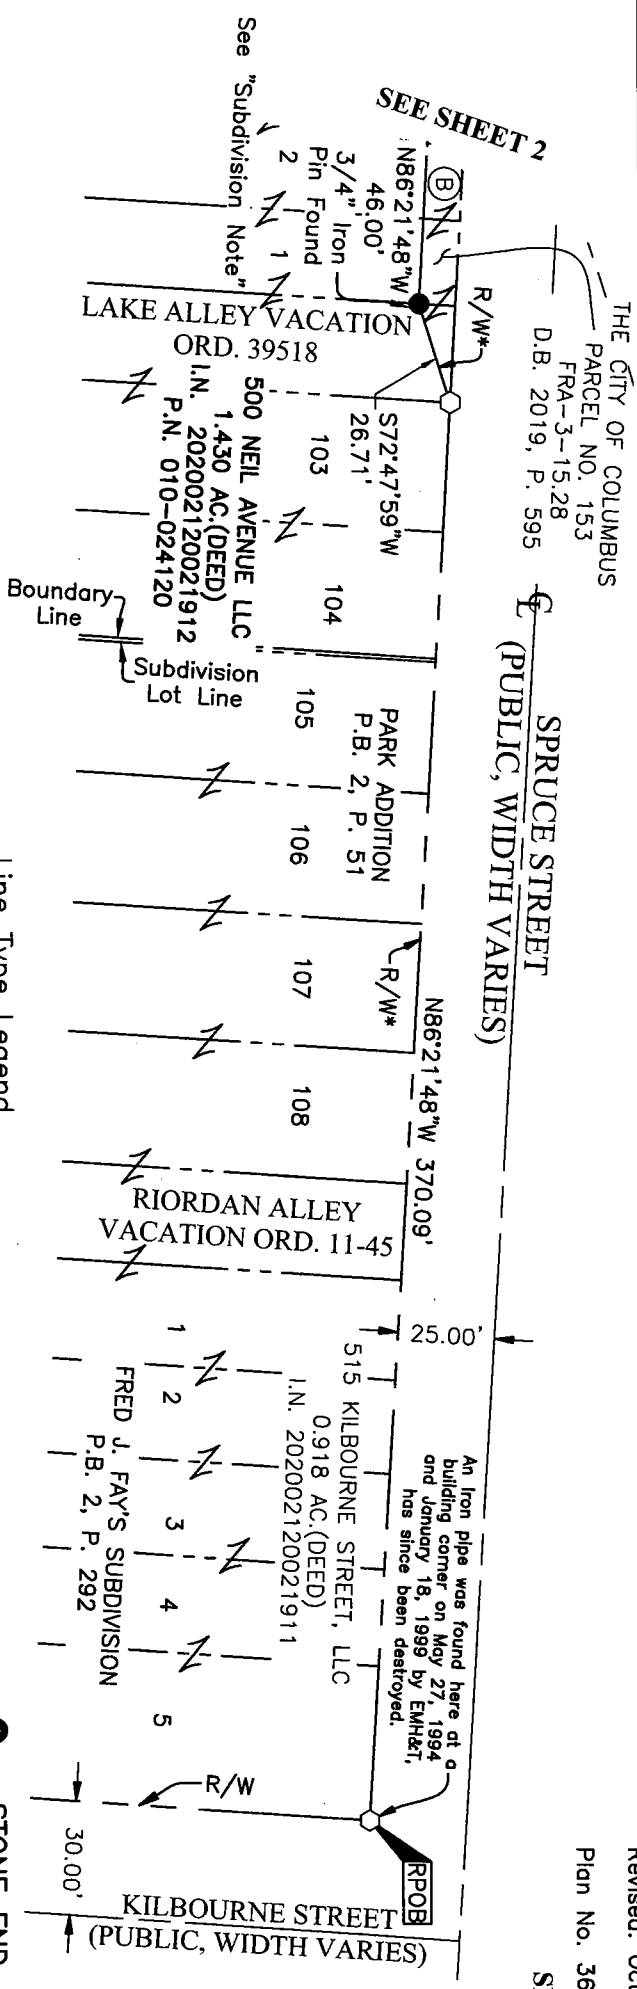 SEE SHEET 2
THE CITY OF COLUMBUS
PARCEL NO. 153
FRA-3-15.28
D.B. 2019, P. 595
SPRUCE STREET
(PUBLIC, WIDTH VARIES)
B
N86°21'48"W
46.00'
3/4" Iron
Pin Found
R/W*
2
1
See "Subdivision Note"
LAKE ALLEY VACATION
ORD. 39518
S72°47'59"W
26.71'
103
104
105
106
107
108
500 NEIL AVENUE LLC
1.430 AC.(DEED)
I.N. 202002120021912
P.N. 010-024120
Boundary
Line
Subdivision
Lot Line
PARK ADDITION
P.B. 2, P. 51
R/W*
N86°21'48"W 370.09'
RIORDAN ALLEY
VACATION ORD. 11-45
25.00'
1
2
3
4
5
515 KILBOURNE STREET, LLC
0.918 AC.(DEED)
I.N. 202002120021911
FRED J. FAY'S SUBDIVISION
P.B. 2, P. 292
An Iron pipe was found here at a
building corner on May 27, 1994
and January 18, 1999 by EMH&T,
has since been destroyed.
R/W
RPOB
30.00'
KILBOURNE STREET
(PUBLIC, WIDTH VARIES)
Line Type Legend
Plan No. 36
Revised:
STONE FND